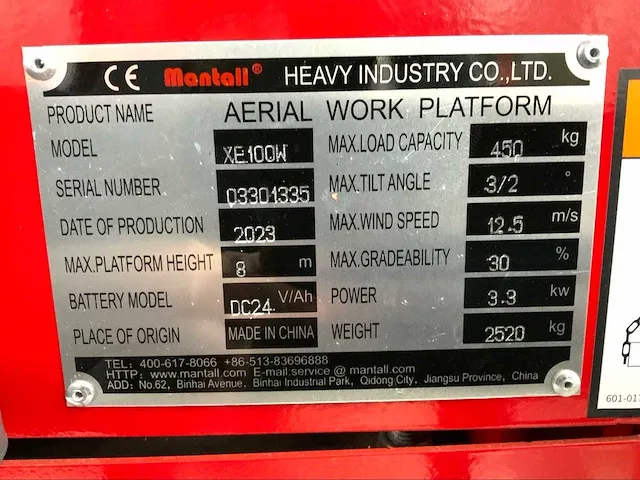 CE Mantall® HEAVY INDUSTRY CO.,LTD.
PRODUCT NAME AERIAL WORK PLATFORM
MODEL XE100W MAX.LOAD CAPACITY 450 kg
SERIAL NUMBER 03301335 MAX.TILT ANGLE 3/2 °
DATE OF PRODUCTION 2023 MAX.WIND SPEED 12.5 m/s
MAX.PLATFORM HEIGHT 8 m MAX.GRADEABILITY 30 %
BATTERY MODEL DC24 V/Ah POWER 3.3 kw
PLACE OF ORIGIN MADE IN CHINA WEIGHT 2520 kg
TEL: 400-617-8066 +86-513-83696888
HTTP: www.mantall.com E-mail:service @ mantall.com
ADD: No.62, Binhai Avenue, Binhai Industrial Park, Qidong City, Jiangsu Province, China